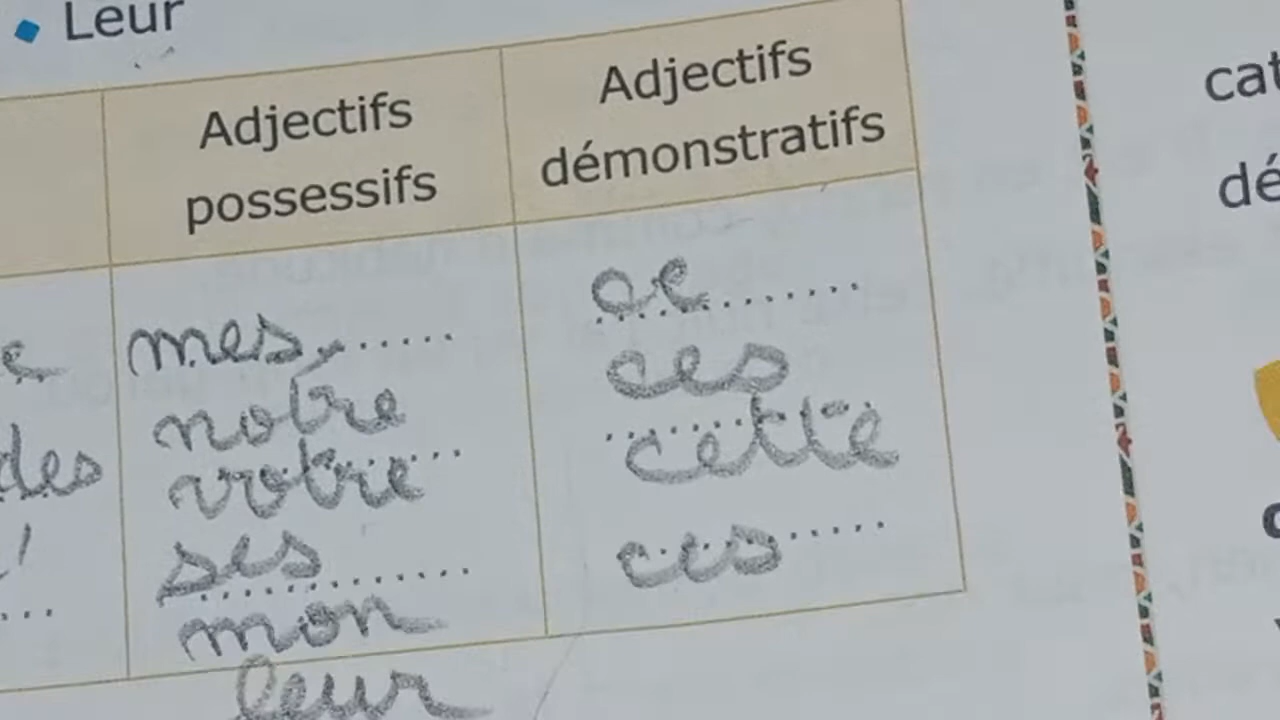 Leur
Adjectifs possessifs
Adjectifs démonstratifs
mes
notre
des
votre
ses
mon
leur
ce
ces
cette
ces
cat
dé